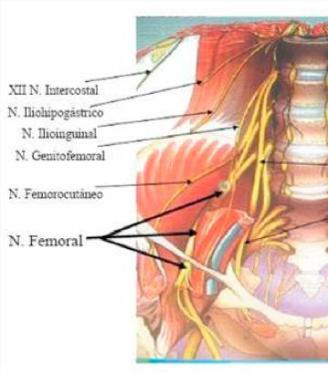 XII N. Intercostal
N. Iliohipogástrico
N. Ilioinguinal
N. Genitofemoral
N. Femorocutáneo
N. Femoral